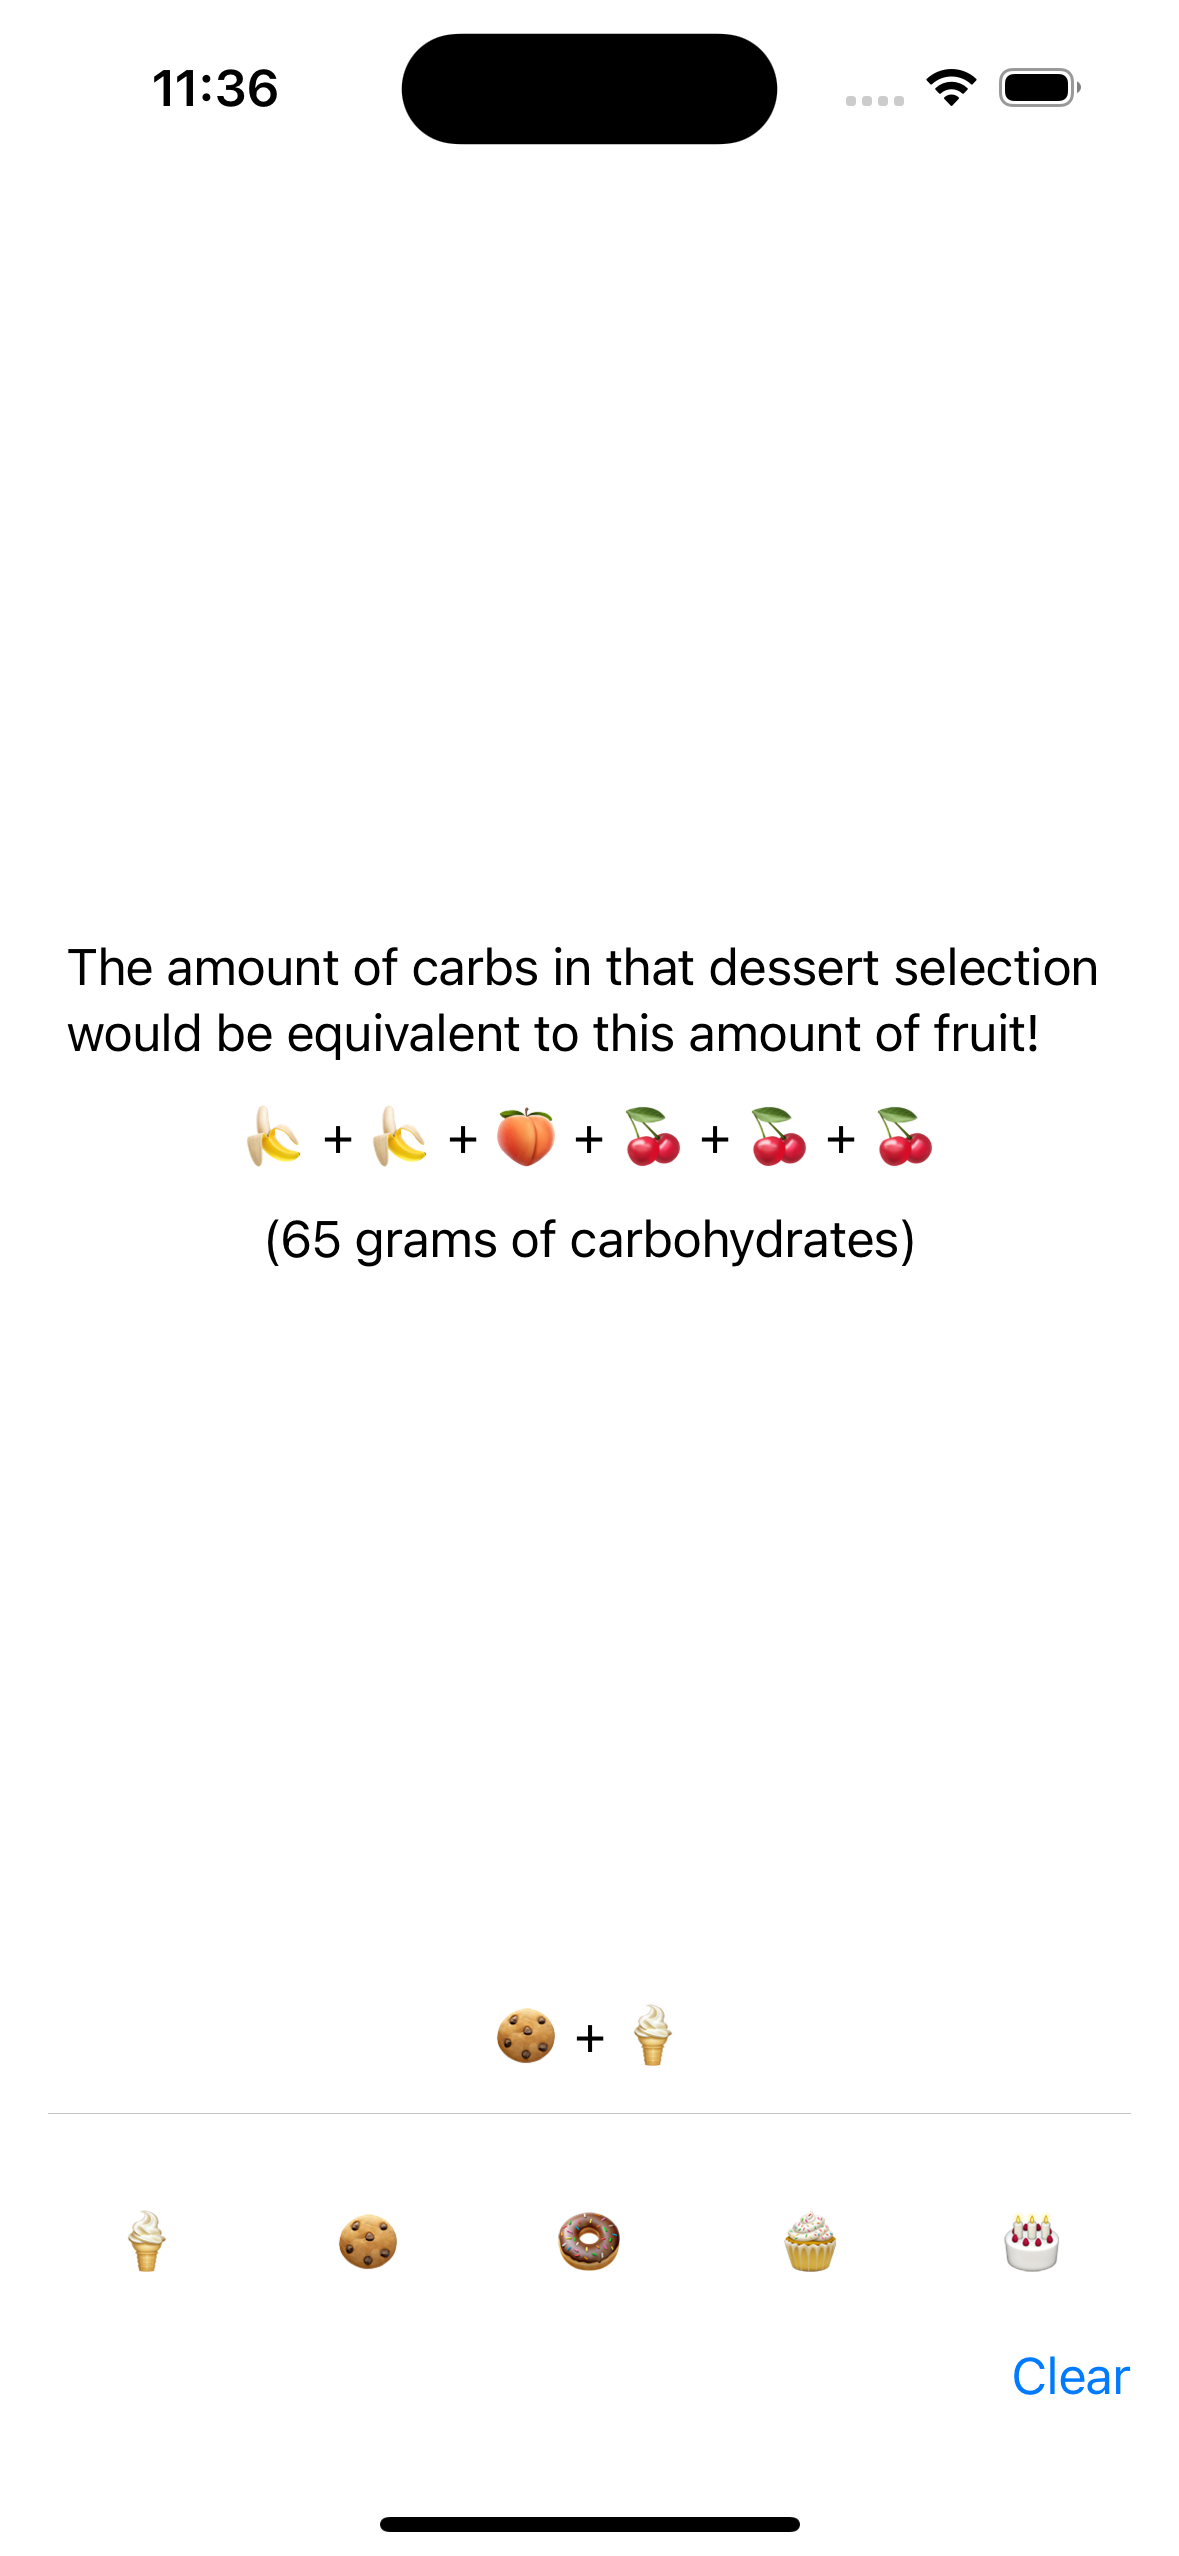 11:36
The amount of carbs in that dessert selection
would be equivalent to this amount of fruit!
🍌 + 🍌 + 🍑 + 🍒 + 🍒 + 🍒
(65 grams of carbohydrates)
🍪 + 🍦
🍦 🍪 🍩 🧁 🎂
Clear